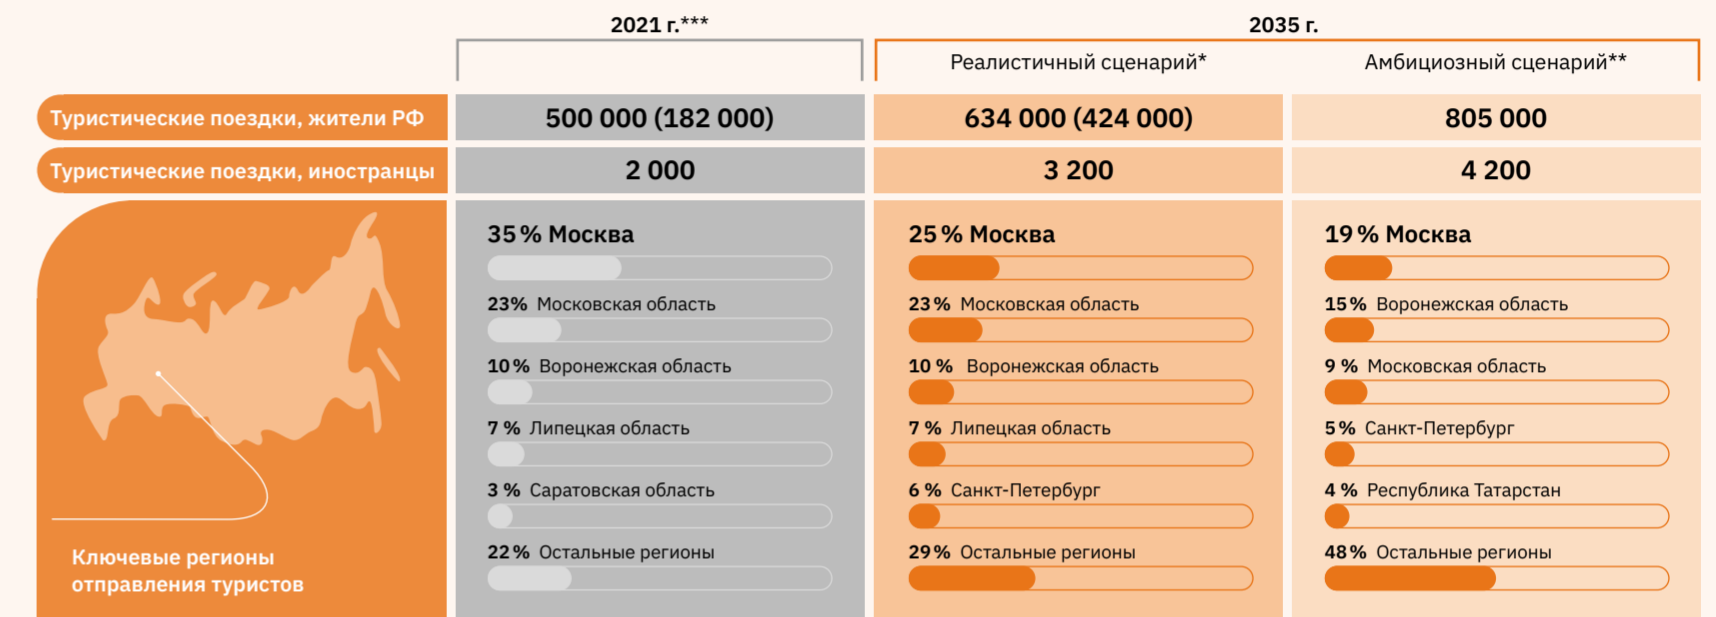 2021 г.***
2035 г.
Реалистичный сценарий*
Амбициозный сценарий**
Туристические поездки, жители РФ
500 000 (182 000)
634 000 (424 000)
805 000
Туристические поездки, иностранцы
2 000
3 200
4 200
Ключевые регионы
отправления туристов
35 % Москва
23% Московская область
10 % Воронежская область
7 % Липецкая область
3 % Саратовская область
22 % Остальные регионы
25 % Москва
23 % Московская область
10 % Воронежская область
7 % Липецкая область
6 % Санкт-Петербург
29 % Остальные регионы
19 % Москва
15 % Воронежская область
9 % Московская область
5 % Санкт-Петербург
4 % Республика Татарстан
48 % Остальные регионы